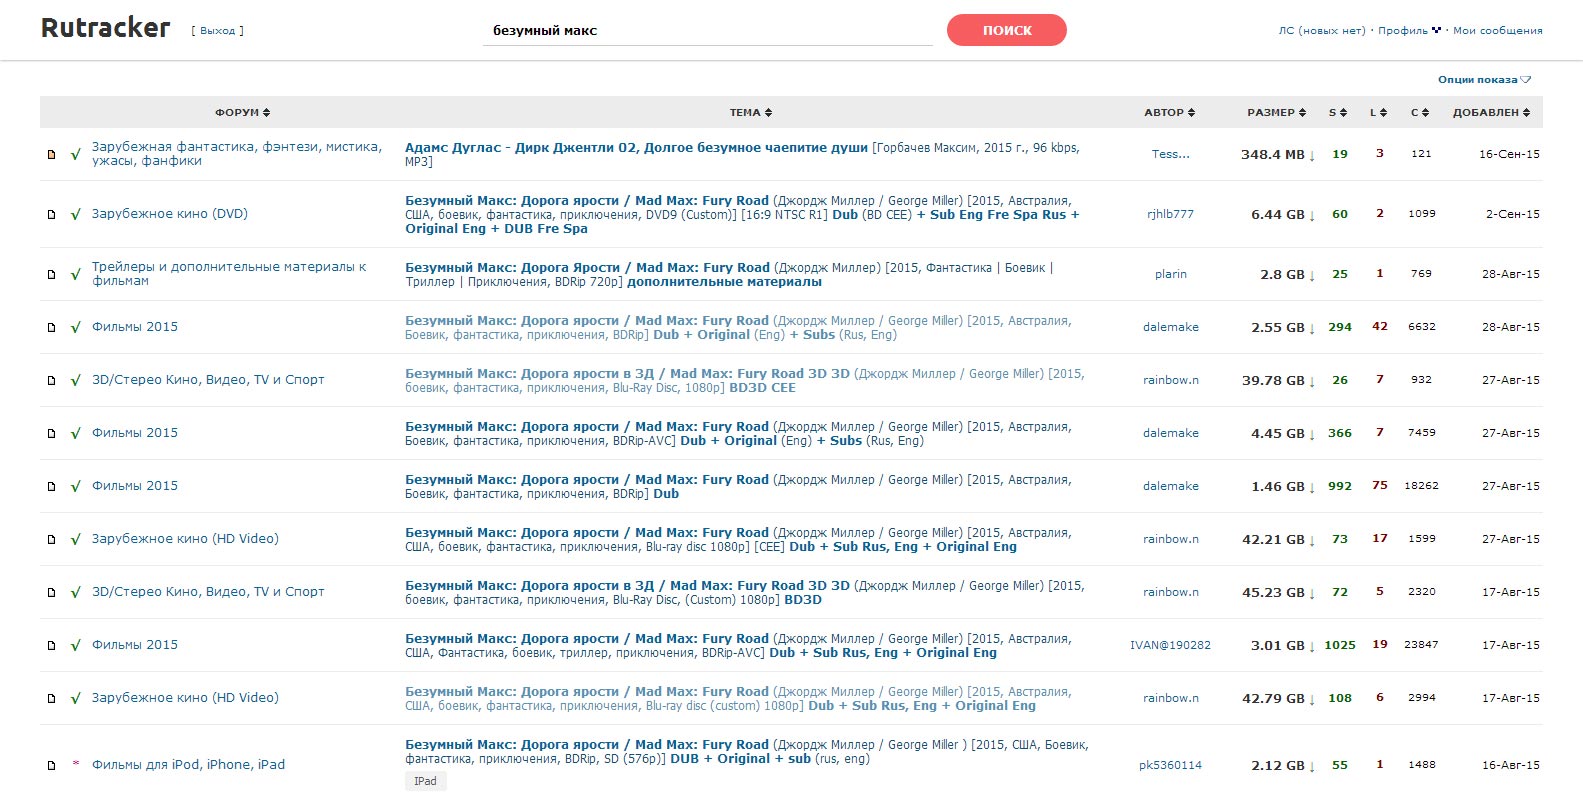 Rutracker [ Выход ] безумный макс ПОИСК ЛС (новых нет) · Профиль · Мои сообщения
Опции показа
ФОРУМ ТЕМА АВТОР РАЗМЕР S L C ДОБАВЛЕН
√ Зарубежная фантастика, фэнтези, мистика,
ужасы, фанфики
Адамс Дуглас - Дирк Джентли 02, Долгое безумное чаепитие души [Горбачев Максим, 2015 г., 96 kbps,
MP3]
Tess... 348.4 MB ↓ 19 3 121 16-Сен-15
√ Зарубежное кино (DVD)
Безумный Макс: Дорога ярости / Mad Max: Fury Road (Джордж Миллер / George Miller) [2015, Австралия,
США, боевик, фантастика, приключения, DVD9 (Custom)] [16:9 NTSC R1] Dub (BD CEE) + Sub Eng Fre Spa Rus +
Original Eng + DUB Fre Spa
rjhlb777 6.44 GB ↓ 60 2 1099 2-Сен-15
√ Трейлеры и дополнительные материалы к
фильмам
Безумный Макс: Дорога Ярости / Mad Max: Fury Road (Джордж Миллер) [2015, Фантастика | Боевик |
Триллер | Приключения, BDRip 720p] дополнительные материалы
plarin 2.8 GB ↓ 25 1 769 28-Авг-15
√ Фильмы 2015
Безумный Макс: Дорога ярости / Mad Max: Fury Road (Джордж Миллер / George Miller) [2015, Австралия,
Боевик, фантастика, приключения, BDRip] Dub + Original (Eng) + Subs (Rus, Eng)
dalemake 2.55 GB ↓ 294 42 6632 28-Авг-15
√ 3D/Стерео Кино, Видео, TV и Спорт
Безумный Макс: Дорога ярости в 3Д / Mad Max: Fury Road 3D 3D (Джордж Миллер / George Miller) [2015,
боевик, фантастика, приключения, Blu-Ray Disc, 1080p] BD3D CEE
rainbow.n 39.78 GB ↓ 26 7 932 27-Авг-15
√ Фильмы 2015
Безумный Макс: Дорога ярости / Mad Max: Fury Road (Джордж Миллер / George Miller) [2015, Австралия,
Боевик, фантастика, приключения, BDRip-AVC] Dub + Original (Eng) + Subs (Rus, Eng)
dalemake 4.45 GB ↓ 366 7 7459 27-Авг-15
√ Фильмы 2015
Безумный Макс: Дорога ярости / Mad Max: Fury Road (Джордж Миллер / George Miller) [2015, Австралия,
Боевик, фантастика, приключения, BDRip] Dub
dalemake 1.46 GB ↓ 992 75 18262 27-Авг-15
√ Зарубежное кино (HD Video)
Безумный Макс: Дорога ярости / Mad Max: Fury Road (Джордж Миллер / George Miller) [2015, Австралия,
США, боевик, фантастика, приключения, Blu-ray disc 1080p] [CEE] Dub + Sub Rus, Eng + Original Eng
rainbow.n 42.21 GB ↓ 73 17 1599 27-Авг-15
√ 3D/Стерео Кино, Видео, TV и Спорт
Безумный Макс: Дорога ярости в 3Д / Mad Max: Fury Road 3D 3D (Джордж Миллер / George Miller) [2015,
боевик, фантастика, приключения, Blu-Ray Disc, (Custom) 1080p] BD3D
rainbow.n 45.23 GB ↓ 72 5 2320 17-Авг-15
√ Фильмы 2015
Безумный Макс: Дорога ярости / Mad Max: Fury Road (Джордж Миллер / George Miller) [2015, Австралия,
США, Фантастика, боевик, триллер, приключения, BDRip-AVC] Dub + Sub Rus, Eng + Original Eng
IVAN@190282 3.01 GB ↓ 1025 19 23847 17-Авг-15
√ Зарубежное кино (HD Video)
Безумный Макс: Дорога ярости / Mad Max: Fury Road (Джордж Миллер / George Miller) [2015, Австралия,
США, боевик, фантастика, приключения, Blu-ray disc (custom) 1080p] Dub + Sub Rus, Eng + Original Eng
rainbow.n 42.79 GB ↓ 108 6 2994 17-Авг-15
* Фильмы для iPod, iPhone, iPad
Безумный Макс: Дорога ярости / Mad Max: Fury Road (Джордж Миллер / George Miller ) [2015, США, Боевик,
фантастика, приключения, BDRip, SD (576p)] DUB + Original + sub (rus, eng)
IPad
pk5360114 2.12 GB ↓ 55 1 1488 16-Авг-15